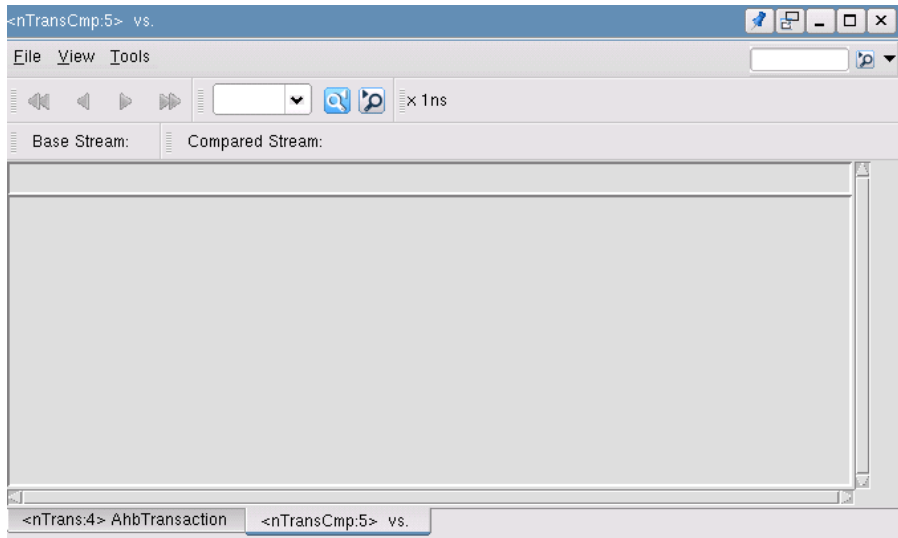 <nTransCmp:5> vs.
File View Tools
x 1ns
Base Stream: Compared Stream:
<nTrans:4> AhbTransaction <nTransCmp:5> vs.